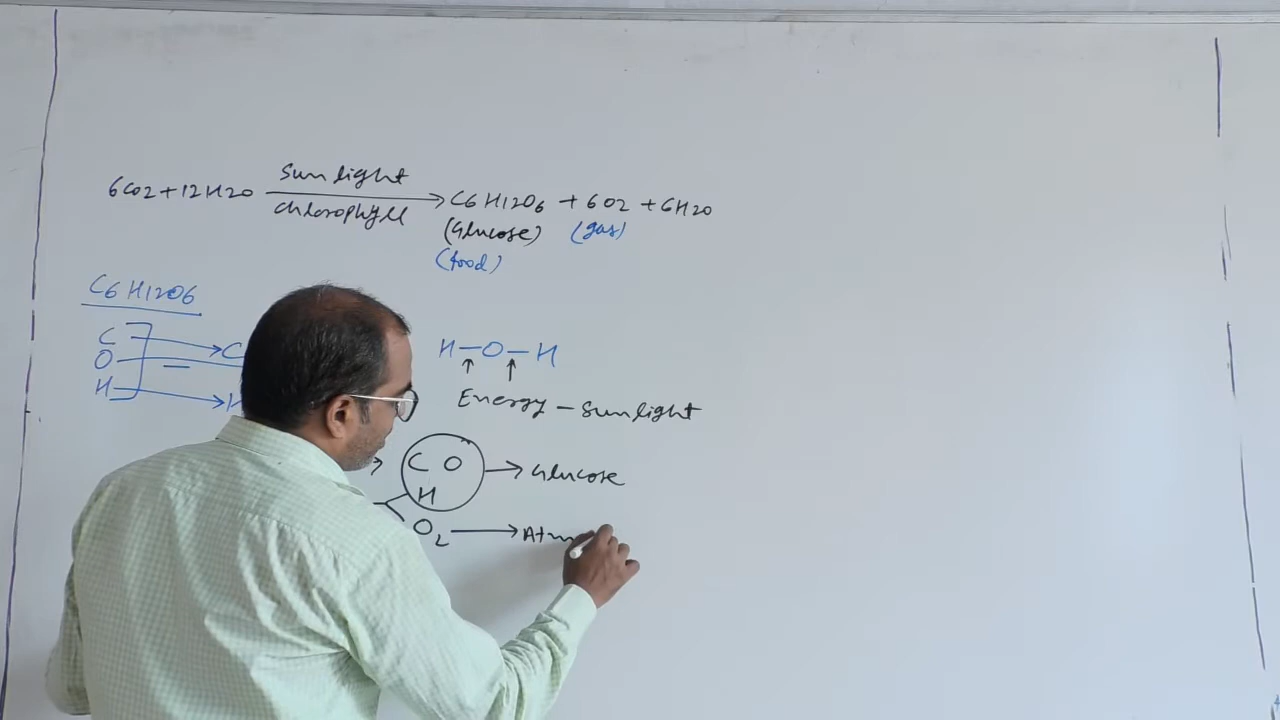 Sunlight
6CO2+12H2O → C6H12O6 + 6O2 + 6H2O
chlorophyll
(Glucose) (gas)
(food)
C6H12O6
C → C
O —
H → H
H—O—H
↑ ↑
Energy – sunlight
C O → Glucose
H
O2 → Atm